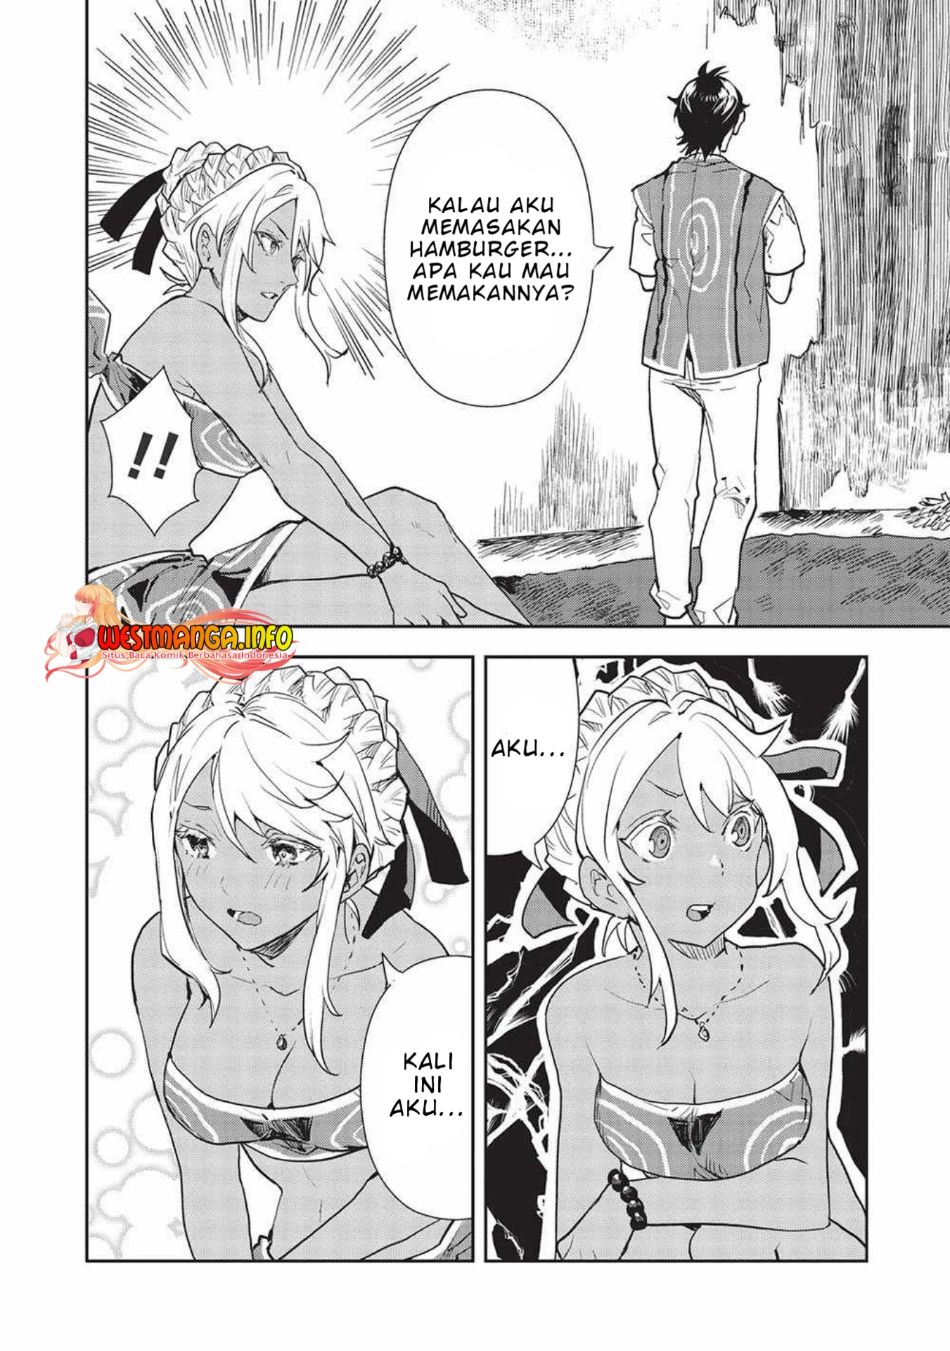 KALAU AKU
MEMASAKAN
HAMBURGER...
APA KAU MAU
MEMAKANNYA?
!!
WESTMANGA.INFO
Situs Baca Komik Berbahasa Indonesia
AKU...
KALI
INI
AKU...